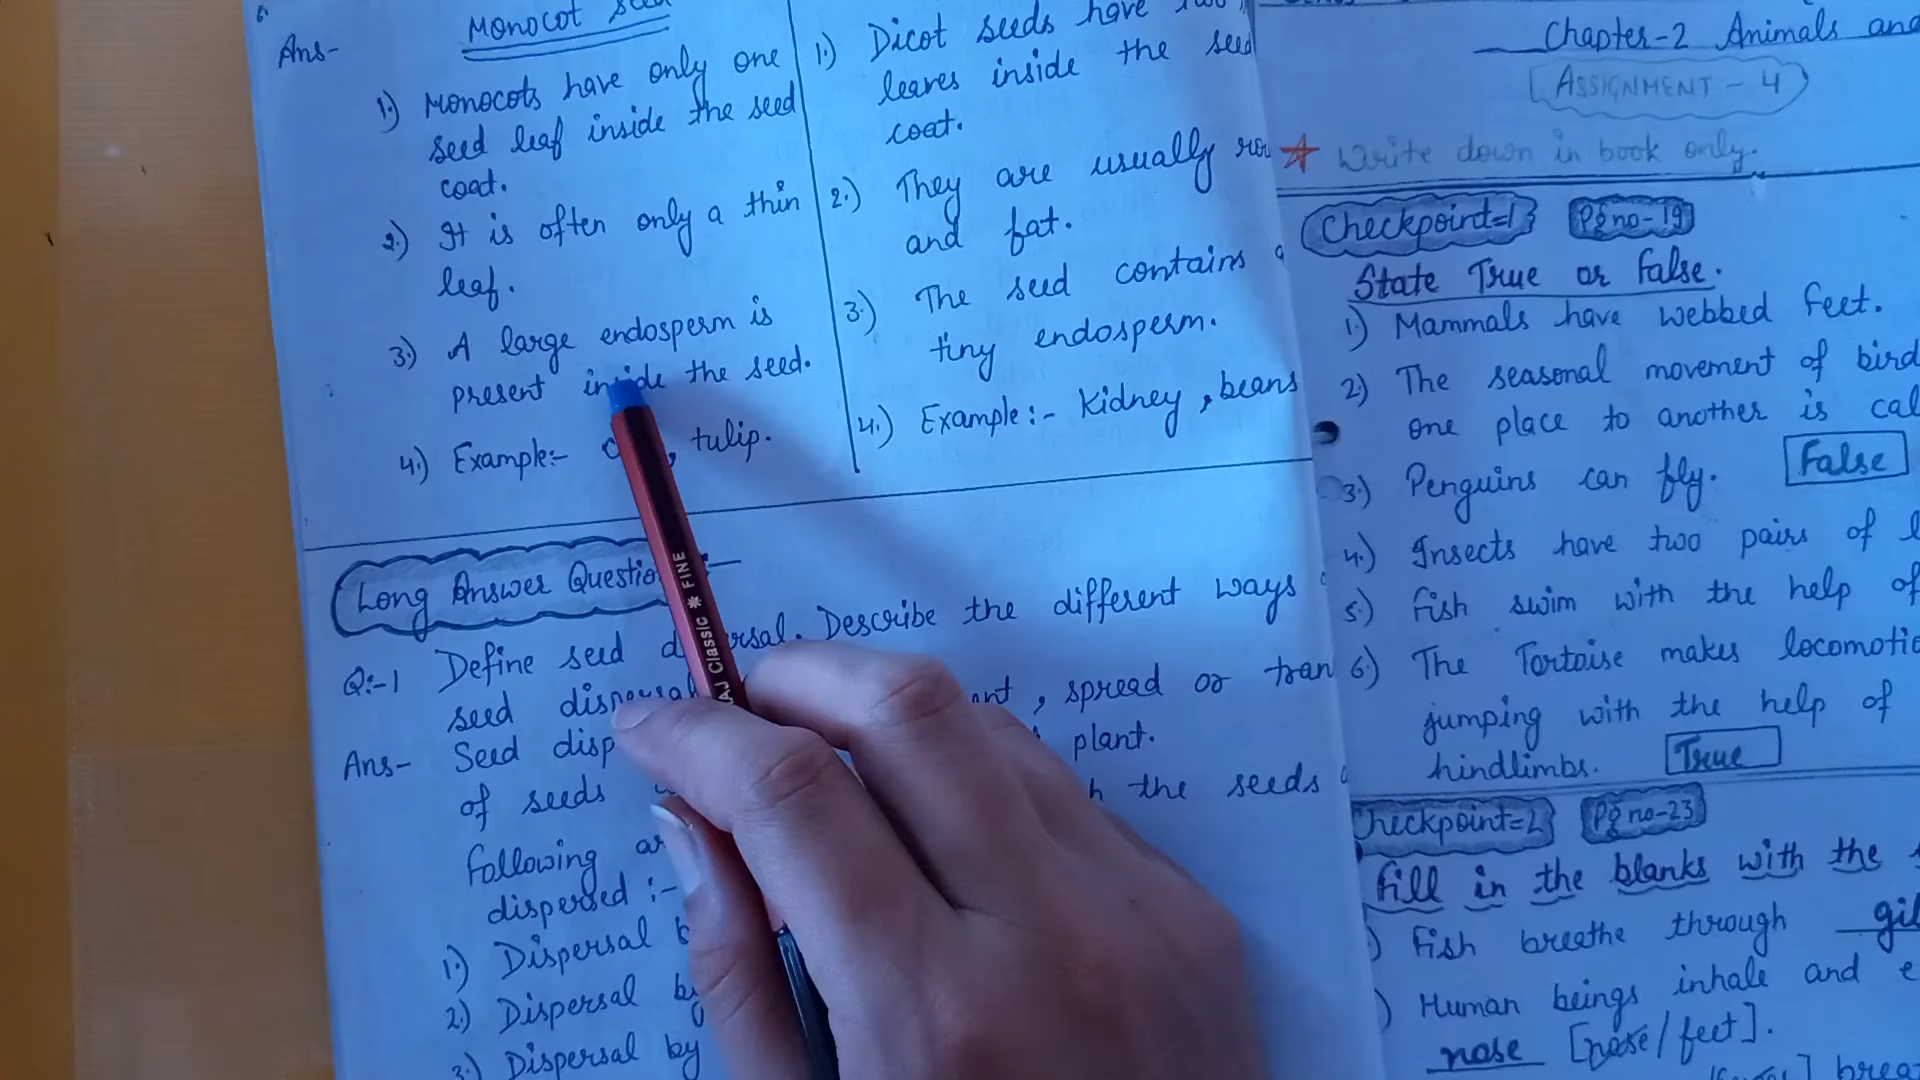 Monocot Seed
Ans-
1.) Monocots have only one
seed leaf inside the seed
coat.
2.) It is often only a thin
leaf.
3.) A large endosperm is
present inside the seed.
4.) Example:- , tulip.
1.) Dicot seeds have two
leaves inside the seed
coat.
2.) They are usually
and fat.
3.) The seed contains a
tiny endosperm.
4.) Example:- Kidney, beans
Long Answer Question :-
Q:-1 Define seed . Describe the different ways
seed dispersal
Ans- Seed , spread or
of seeds plant.
the seeds
following
dispersed :-
1.) Dispersal
2.) Dispersal by
3.) Dispersal by
Classic * FINE
Chapter-2 Animals and
ASSIGNMENT - 4
Write down in book only.
Checkpoint=1 Pg no-19
State True or False.
1.) Mammals have webbed feet.
2) The seasonal movement of
one place to another is
3.) Penguins can fly. False
4.) Insects have two pairs of
5.) Fish swim with the help of
6.) The Tortoise makes
jumping with the help of
hindlimbs. True
Checkpoint=2 Pg no-23
Fill in the blanks with the
) Fish breathe through
) Human beings inhale and
nose [nose/feet].